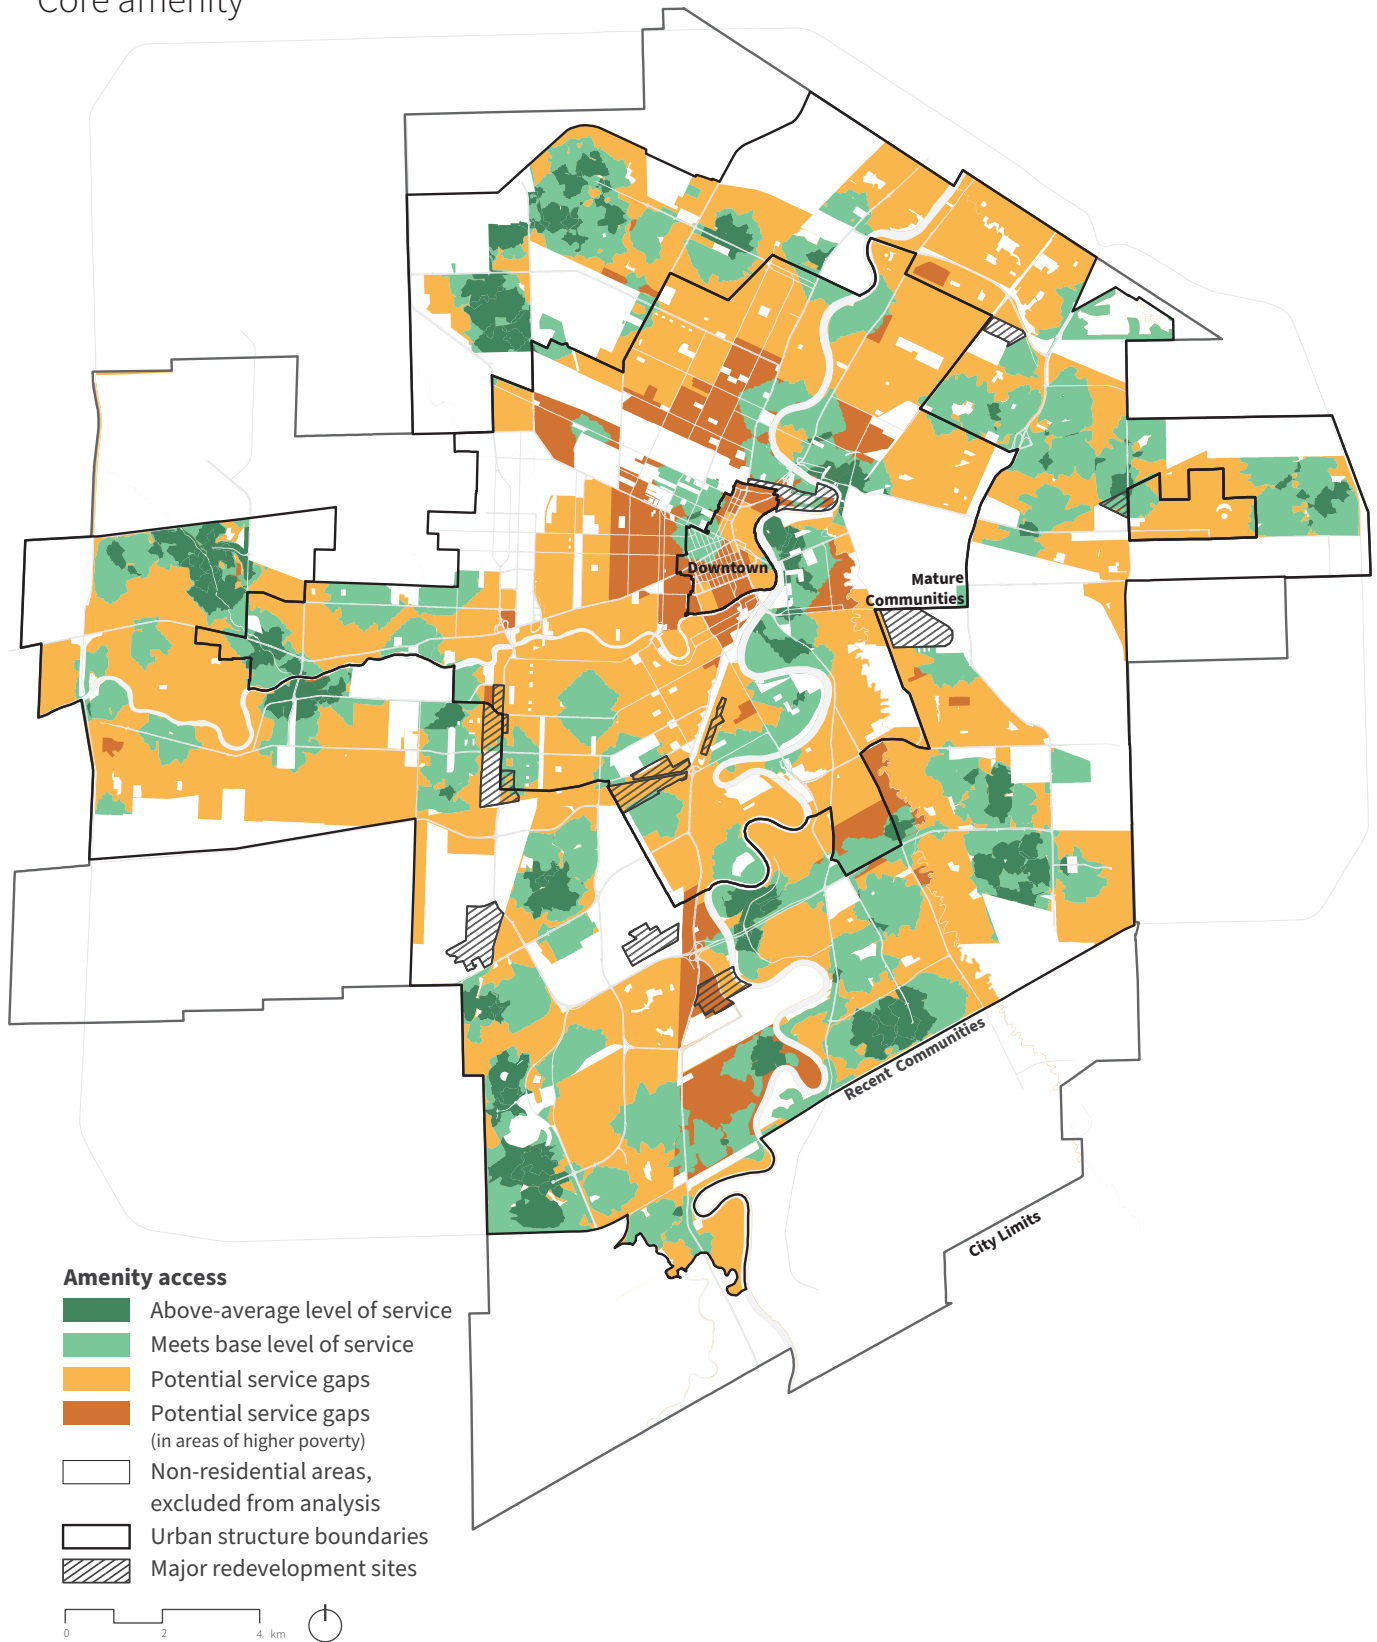 Core amenity
Downtown
Mature
Communities
Recent Communities
City Limits
Amenity access
Above-average level of service
Meets base level of service
Potential service gaps
Potential service gaps
(in areas of higher poverty)
Non-residential areas,
excluded from analysis
Urban structure boundaries
Major redevelopment sites
0 2 4 km